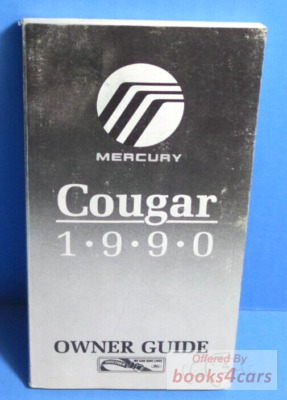 MERCURY
Cougar
1·9·9·0
OWNER GUIDE
Offered By
books4cars